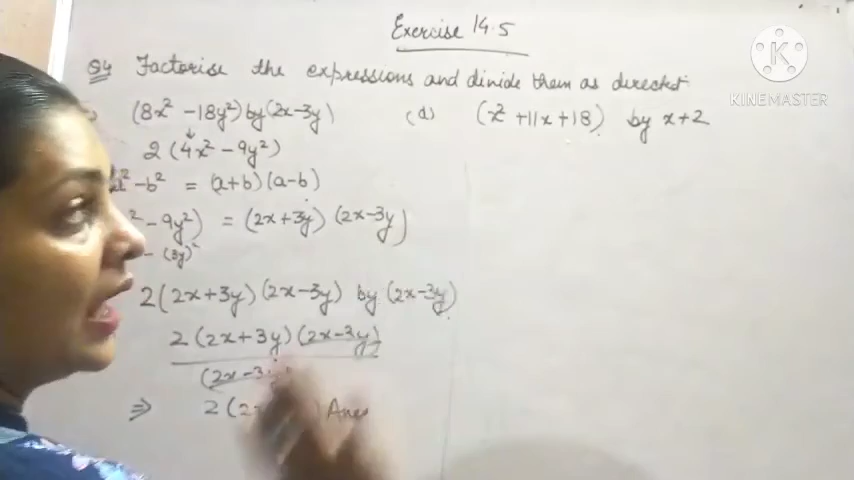 Exercise 14.5
Q4 Factorise the expressions and divide them as directed
(8x² - 18y²) by (2x-3y)
2(4x² - 9y²)
- b² = (a+b)(a-b)
² - 9y²) = (2x+3y)(2x-3y)
- (3y)²
2(2x+3y)(2x-3y) by (2x-3y)
2(2x+3y)(2x-3y)
(2x-3y
⇒ 2(2 ) Ans
(d) (x² +11x+18) by x+2
KINEMASTER